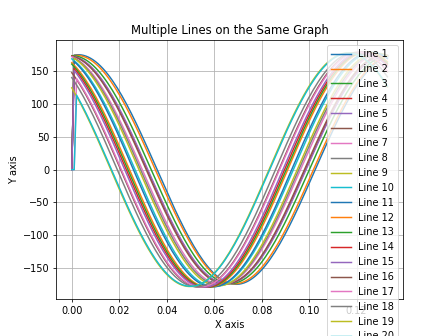 Multiple Lines on the Same Graph
Y axis
150
100
50
0
−50
−100
−150
0.00
0.02
0.04
0.06
0.08
0.10
X axis
Line 1
Line 2
Line 3
Line 4
Line 5
Line 6
Line 7
Line 8
Line 9
Line 10
Line 11
Line 12
Line 13
Line 14
Line 15
Line 16
Line 17
Line 18
Line 19
Line 20